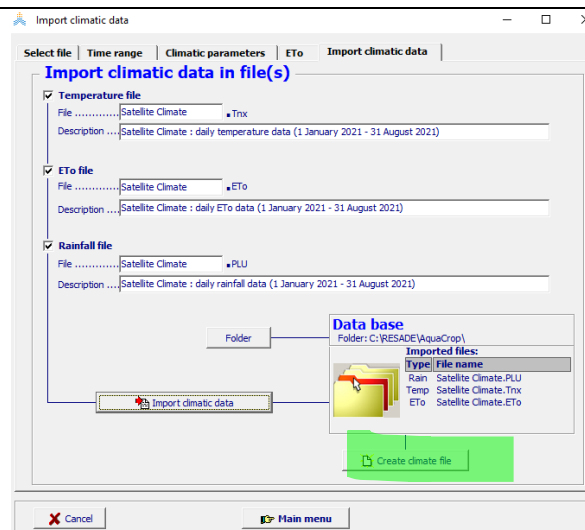 Import climatic data
Select file Time range Climatic parameters ETo Import climatic data
Import climatic data in file(s)
Temperature file
File ............. Satellite Climate .Tnx
Description .... Satellite Climate : daily temperature data (1 January 2021 - 31 August 2021)
ETo file
File ............. Satellite Climate .ETo
Description .... Satellite Climate : daily ETo data (1 January 2021 - 31 August 2021)
Rainfall file
File ............. Satellite Climate .PLU
Description .... Satellite Climate : daily rainfall data (1 January 2021 - 31 August 2021)
Folder
Data base
Folder: C:\RESADE\AquaCrop\
Imported files:
Type File name
Rain Satellite Climate.PLU
Temp Satellite Climate.Tnx
ETo Satellite Climate.ETo
Import climatic data
Create climate file
Cancel Main menu